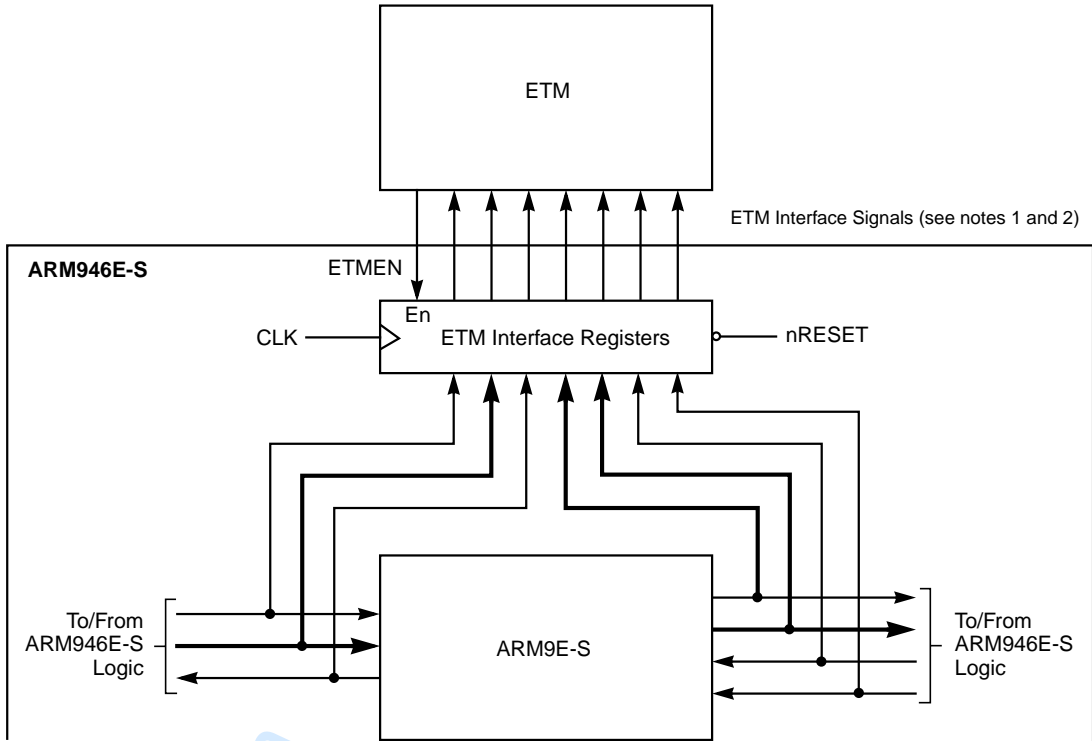 ETM
ETM Interface Signals (see notes 1 and 2)
ARM946E-S
ETMEN
En
CLK
ETM Interface Registers
nRESET
To/From
ARM946E-S
Logic
ARM9E-S
To/From
ARM946E-S
Logic